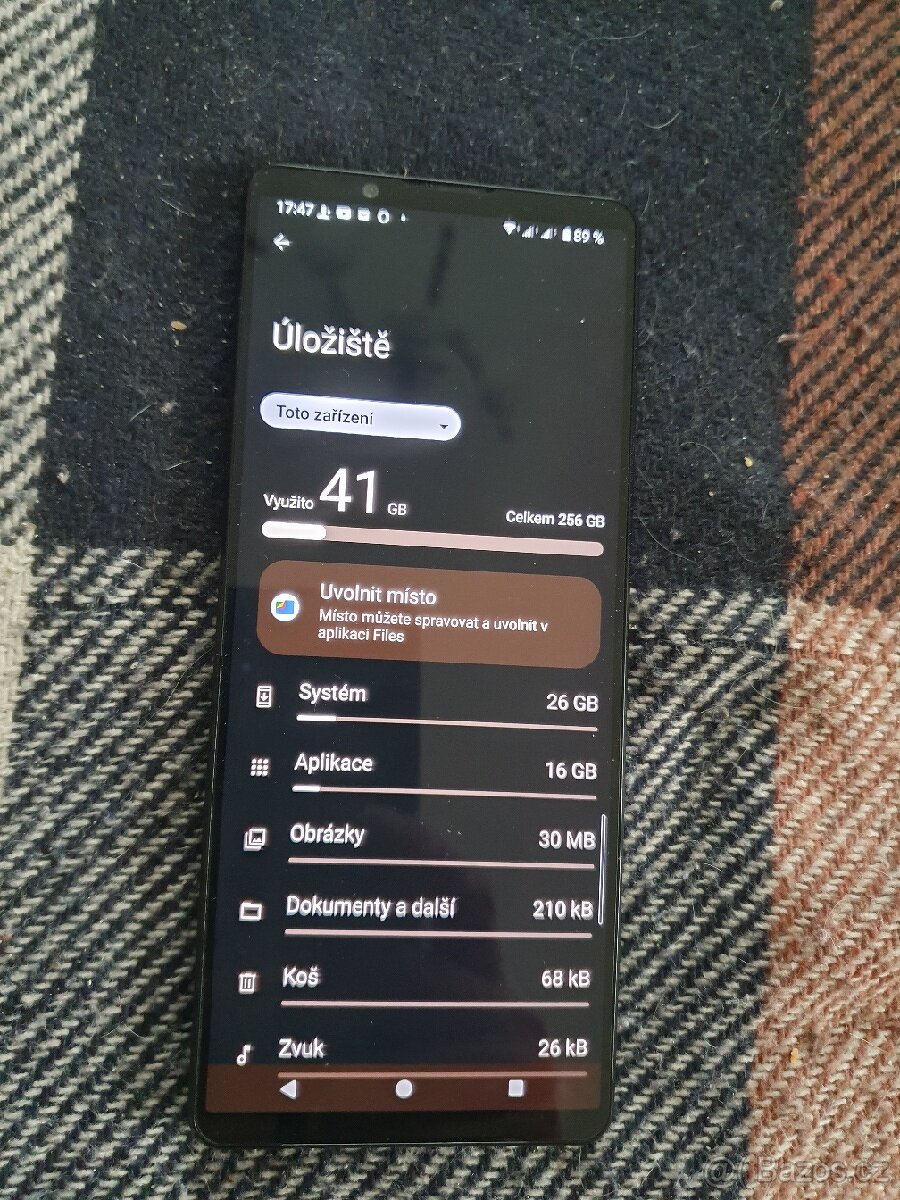 17:47 89 %
Úložiště
Toto zařízení
Využito 41 GB
Celkem 256 GB
Uvolnit místo
Místo můžete spravovat a uvolnit v
aplikaci Files
Systém 26 GB
Aplikace 16 GB
Obrázky 30 MB
Dokumenty a další 210 kB
Koš 68 kB
Zvuk 26 kB
Bazos.cz